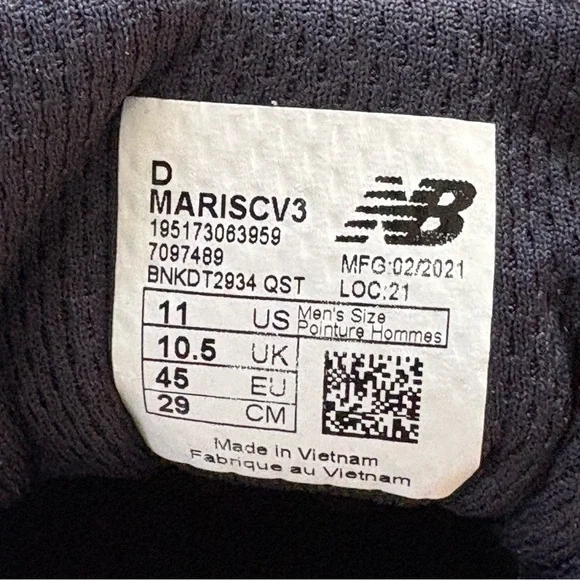 D
MARISCV3
195173063959
7097489
BNKDT2934 QST
NB
MFG:02/2021
LOC:21
11 US Men's Size
Pointure Hommes
10.5 UK
45 EU
29 CM
Made in Vietnam
Fabrique au Vietnam